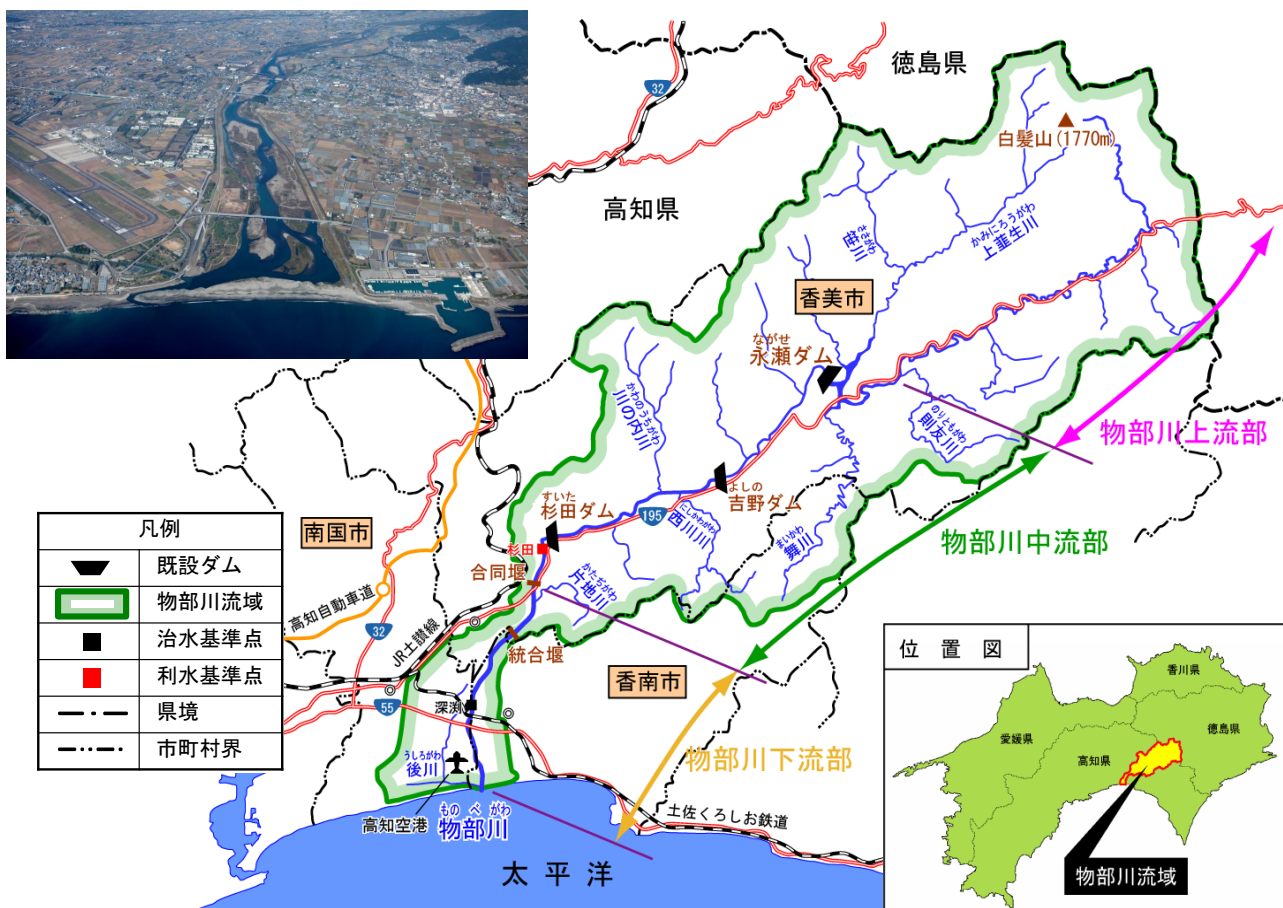 徳島県
32
白髪山(1770m)
高知県
かみにろうがわ
上韮生川
ささがわ
笹川
香美市
ながせ
永瀬ダム
かわのうちがわ
川の内川
のりともがわ
則友川
物部川上流部
よしの
吉野ダム
すいた
杉田ダム
195
にしかわがわ
西川川
まいかわ
舞川
物部川中流部
杉田
合同堰
かたぢがわ
片地川
南国市
高知自動車道
32
JR土讃線
統合堰
香南市
55
深渕
うしろがわ
後川
物部川下流部
高知空港
ものべがわ
物部川
土佐くろしお鉄道
太平洋
凡例
既設ダム
物部川流域
治水基準点
利水基準点
県境
市町村界
位置図
香川県
徳島県
愛媛県
高知県
物部川流域